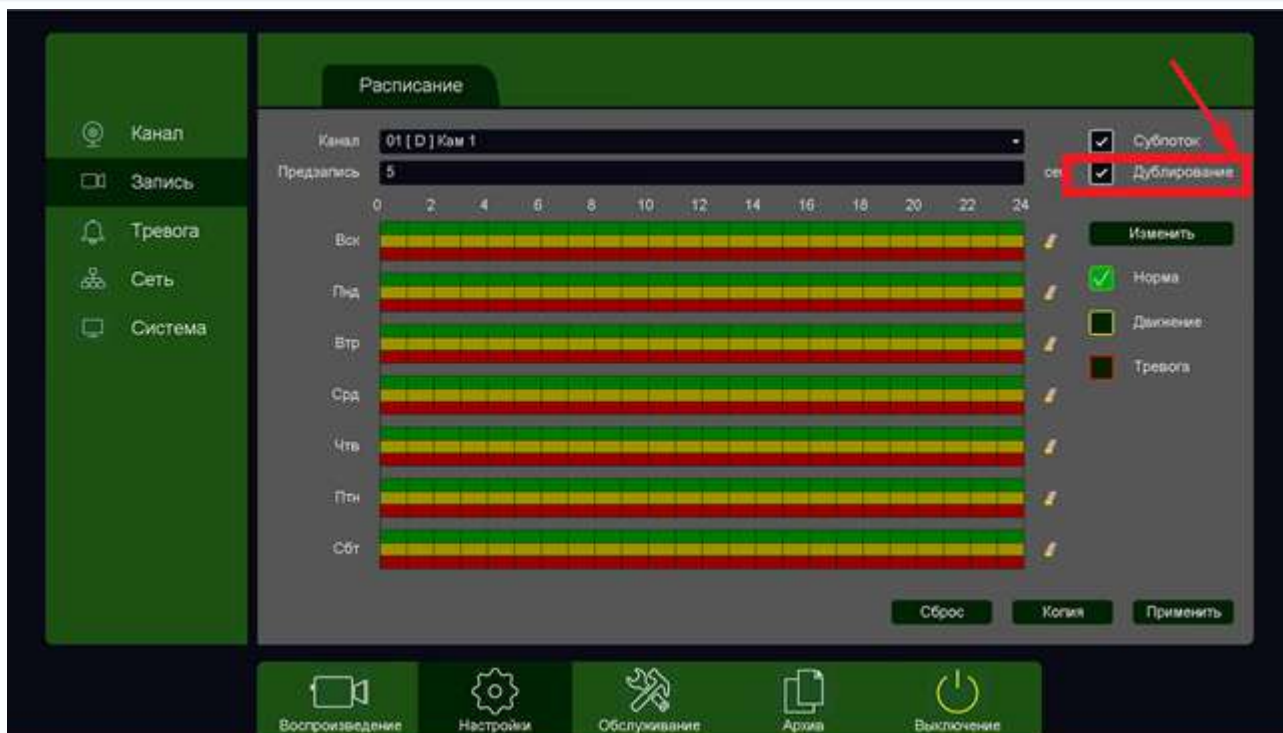 Расписание
Канал
Запись
Тревога
Сеть
Система
Канал 01 [ D ] Кам 1 Субпоток
Предзапись 5 сек Дублирование
0 2 4 6 8 10 12 14 16 18 20 22 24
Вск Изменить
Пнд Норма
Втр Движение
Срд Тревога
Чтв
Птн
Сбт
Сброс Копия Применить
Воспроизведение Настройки Обслуживание Архив Выключение